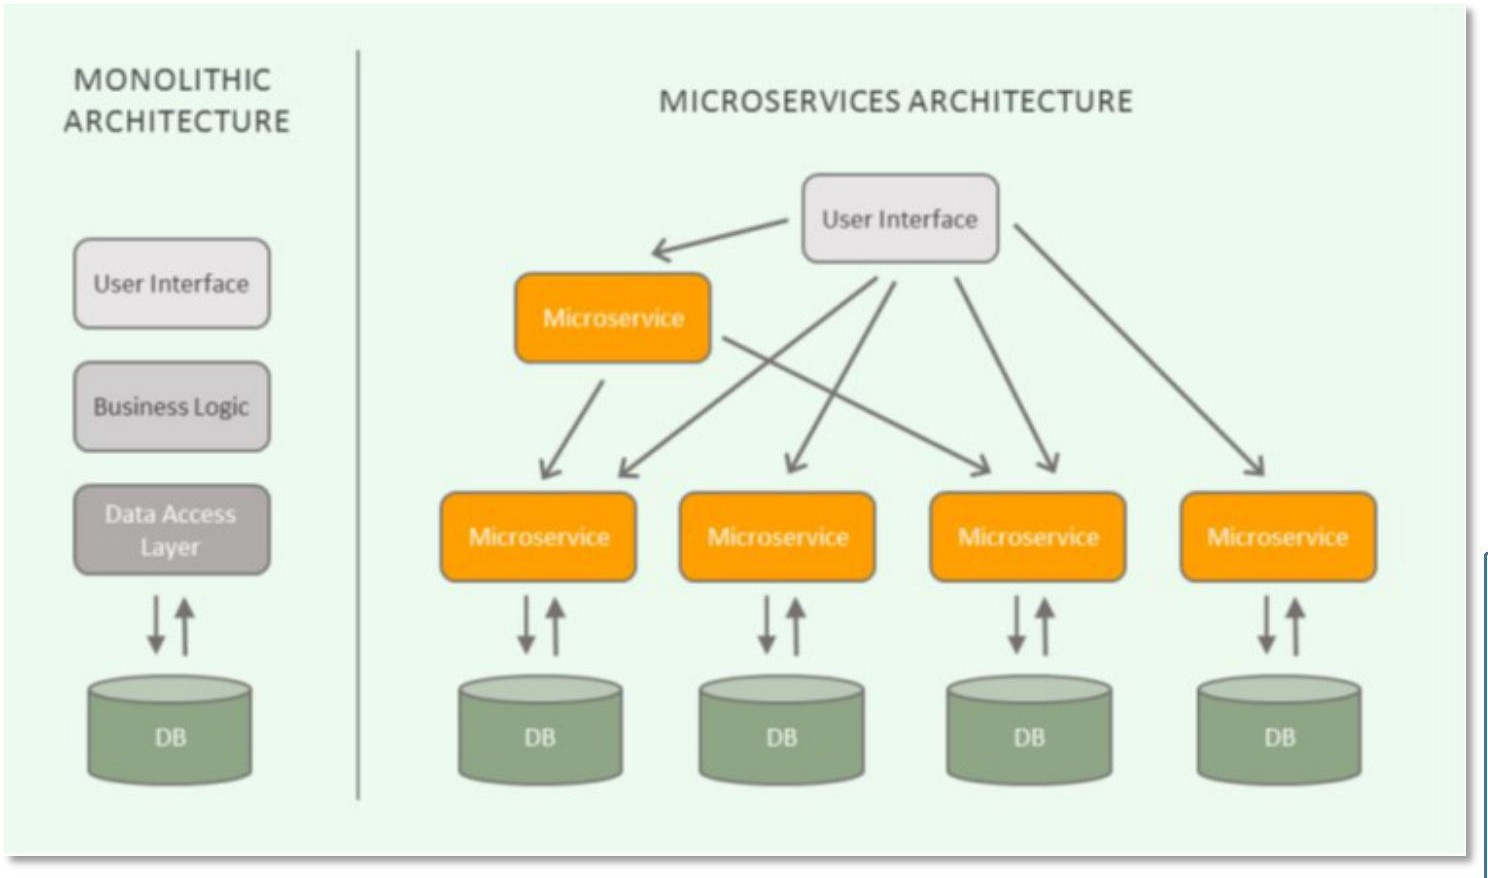 MONOLITHIC
ARCHITECTURE
User Interface
Business Logic
Data Access
Layer
DB
MICROSERVICES ARCHITECTURE
User Interface
Microservice
Microservice
Microservice
Microservice
Microservice
DB
DB
DB
DB